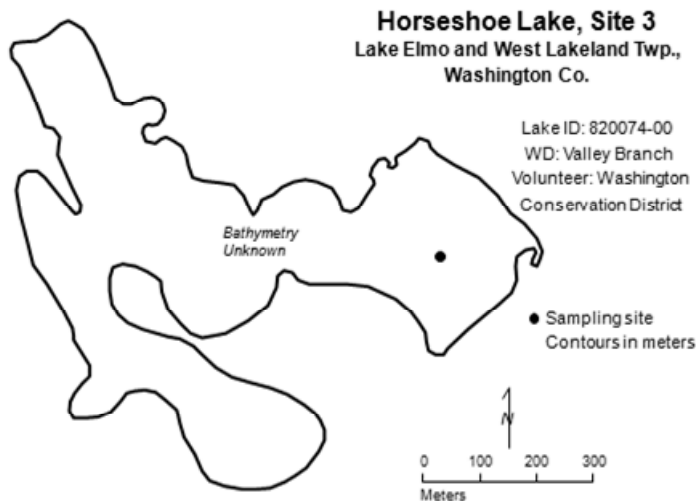 Horseshoe Lake, Site 3
Lake Elmo and West Lakeland Twp.,
Washington Co.
Lake ID: 820074-00
WD: Valley Branch
Volunteer: Washington
Conservation District
Bathymetry
Unknown
Sampling site
Contours in meters
N
0 100 200 300
Meters